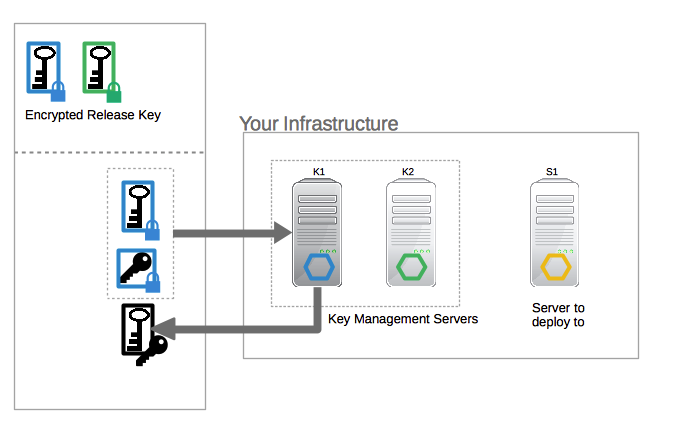 Encrypted Release Key
Your Infrastructure
K1
K2
S1
Key Management Servers
Server to
deploy to